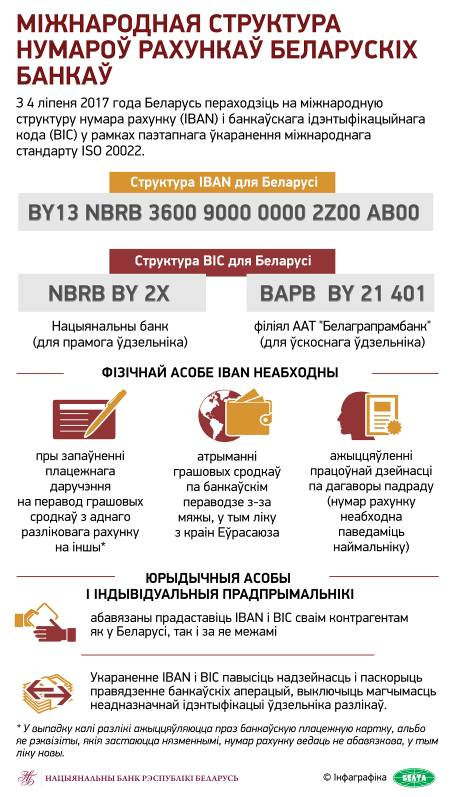 МІЖНАРОДНАЯ СТРУКТУРА
НУМАРОЎ РАХУНКАЎ БЕЛАРУСКІХ
БАНКАЎ
З 4 ліпеня 2017 года Беларусь пераходзіць на міжнародную
структуру нумара рахунку (IBAN) і банкаўскага ідэнтыфікацыйнага
кода (BIC) у рамках паэтапнага ўкаранення міжнароднага
стандарту ISO 20022.
Структура IBAN для Беларусі
BY13 NBRB 3600 9000 0000 2Z00 AB00
Структура BIC для Беларусі
NBRB BY 2X
Нацыянальны банк
(для прамога ўдзельніка)
BAPB BY 21 401
філіял ААТ "Белаграпрамбанк"
(для ўскоснага ўдзельніка)
ФІЗІЧНАЙ АСОБЕ IBAN НЕАБХОДНЫ
пры запаўненні
плацежнага
даручэння
на перавод грашовых
сродкаў з аднаго
разліковага рахунку
на іншы*
атрыманні
грашовых сродкаў
па банкаўскім
пераводзе з-за
мяжы, у тым ліку
з краін Еўрасаюза
ажыццяўленні
працоўнай дзейнасці
па дагаворы падраду
(нумар рахунку
неабходна
паведаміць
наймальніку)
ЮРЫДЫЧНЫЯ АСОБЫ
І ІНДЫВІДУАЛЬНЫЯ ПРАДПРЫМАЛЬНІКІ
абавязаны прадаставіць IBAN і BIC сваім контрагентам
як у Беларусі, так і за яе межамі
Укараненне IBAN і BIC павысіць надзейнасць і паскорыць
правядзенне банкаўскіх аперацый, выключыць магчымасць
неадназначнай ідэнтыфікацыі ўдзельніка разлікаў.
* У выпадку калі разлікі ажыццяўляюцца праз банкаўскую плацежную картку, альбо
яе рэквізіты, якія застаюцца нязменнымі, нумар рахунку ведаць не абавязкова, у тым
ліку новы.
НАЦЫЯНАЛЬНЫ БАНК РЭСПУБЛІКІ БЕЛАРУСЬ
© Інфаграфіка
БЕЛТА